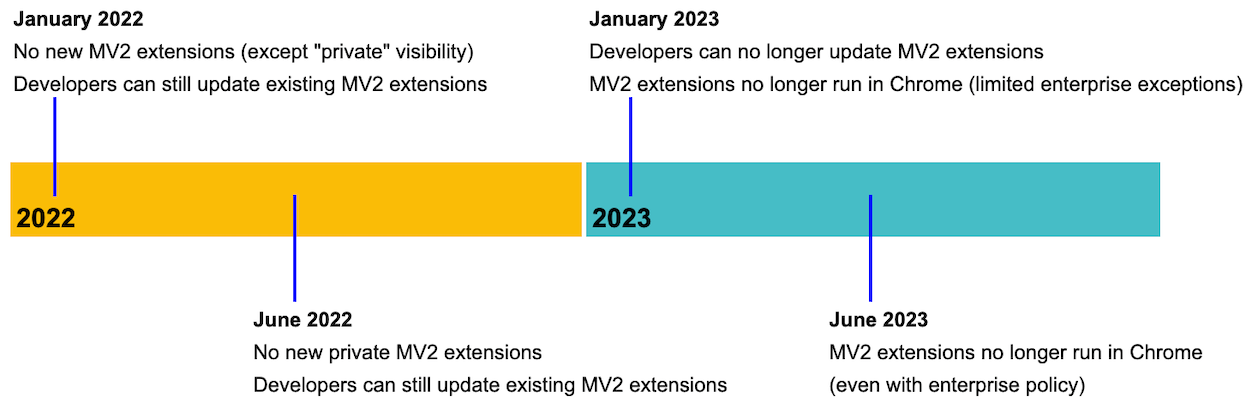 January 2022
No new MV2 extensions (except "private" visibility)
Developers can still update existing MV2 extensions
January 2023
Developers can no longer update MV2 extensions
MV2 extensions no longer run in Chrome (limited enterprise exceptions)
2022
2023
June 2022
No new private MV2 extensions
Developers can still update existing MV2 extensions
June 2023
MV2 extensions no longer run in Chrome
(even with enterprise policy)